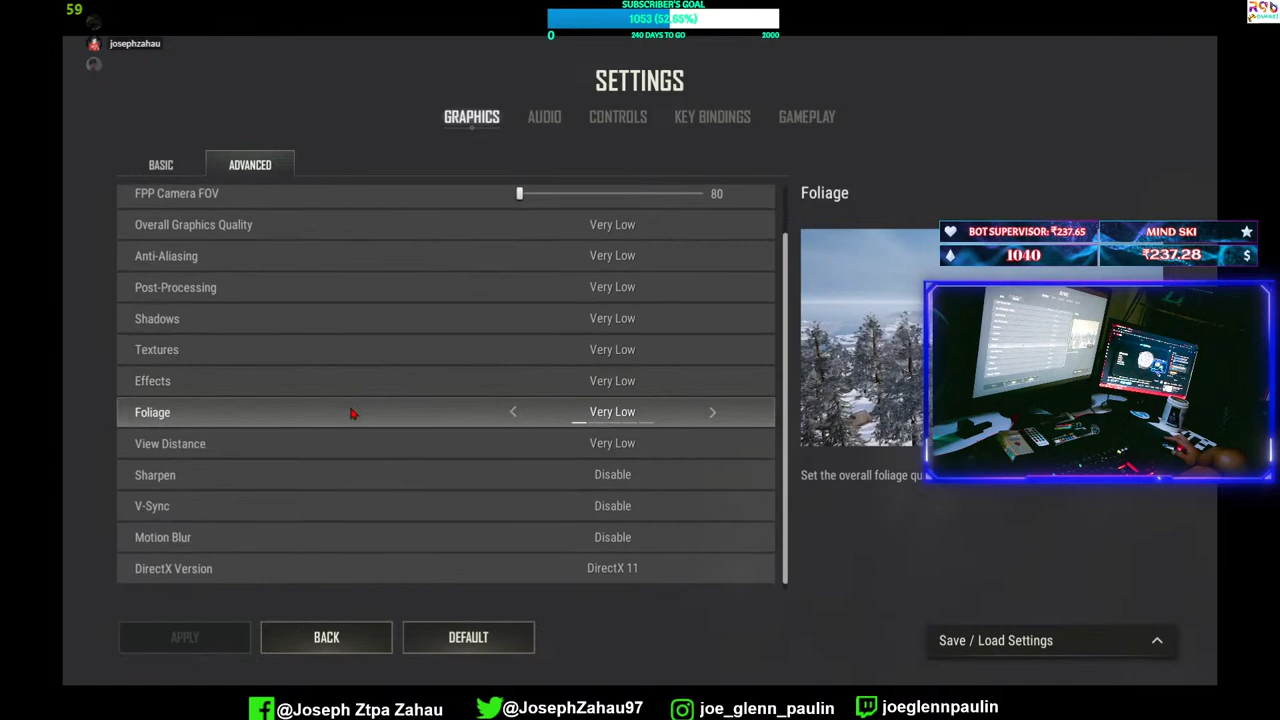 59
SUBSCRIBER'S GOAL
1053 (52.65%)
0
240 DAYS TO GO
2000
josephzahau
SETTINGS
GRAPHICS
AUDIO
CONTROLS
KEY BINDINGS
GAMEPLAY
BASIC
ADVANCED
FPP Camera FOV
80
Overall Graphics Quality
Very Low
Anti-Aliasing
Very Low
Post-Processing
Very Low
Shadows
Very Low
Textures
Very Low
Effects
Very Low
Foliage
Very Low
View Distance
Very Low
Sharpen
Disable
V-Sync
Disable
Motion Blur
Disable
DirectX Version
DirectX 11
Foliage
BOT SUPERVISOR: ₹237.65
MIND SKI
1040
₹237.28
$
Set the overall foliage qu
APPLY
BACK
DEFAULT
Save / Load Settings
@Joseph Ztpa Zahau
@JosephZahau97
joe_glenn_paulin
joeglennpaulin